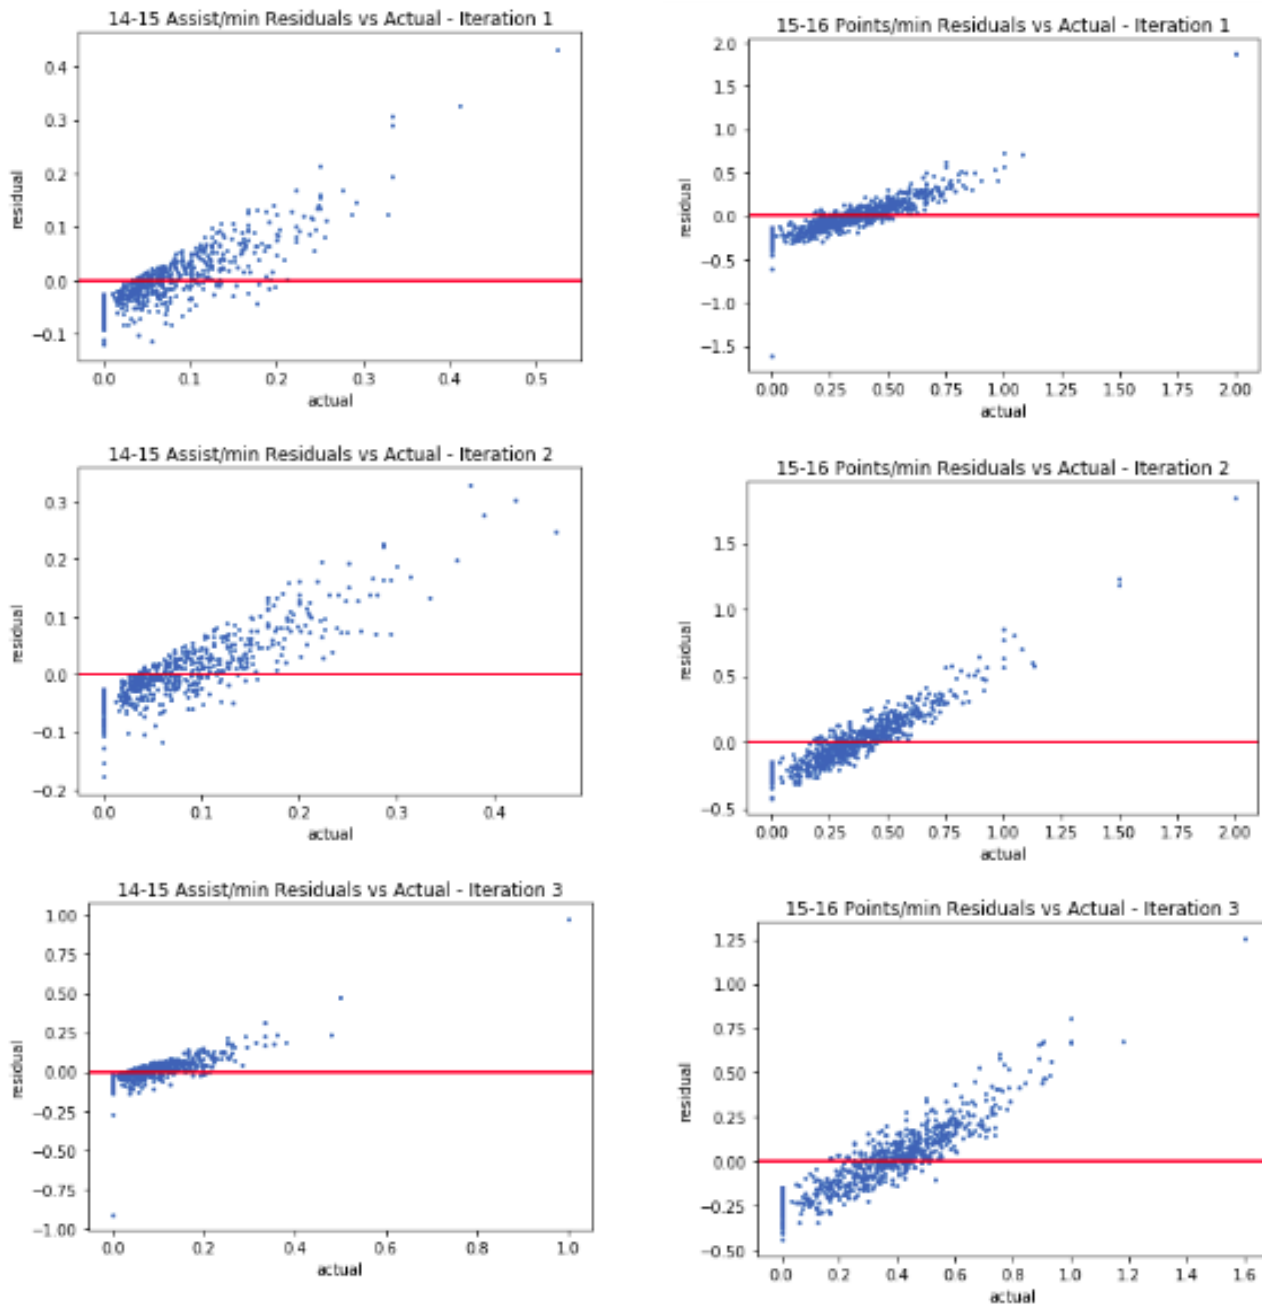 14-15 Assist/min Residuals vs Actual - Iteration 1
0.4
0.3
0.2
0.1
0.0
−0.1
residual
0.0 0.1 0.2 0.3 0.4 0.5
actual
15-16 Points/min Residuals vs Actual - Iteration 1
2.0
1.5
1.0
0.5
0.0
−0.5
−1.0
−1.5
residual
0.00 0.25 0.50 0.75 1.00 1.25 1.50 1.75 2.00
actual
14-15 Assist/min Residuals vs Actual - Iteration 2
0.3
0.2
0.1
0.0
−0.1
−0.2
residual
0.0 0.1 0.2 0.3 0.4
actual
15-16 Points/min Residuals vs Actual - Iteration 2
1.5
1.0
0.5
0.0
−0.5
residual
0.00 0.25 0.50 0.75 1.00 1.25 1.50 1.75 2.00
actual
14-15 Assist/min Residuals vs Actual - Iteration 3
1.00
0.75
0.50
0.25
0.00
−0.25
−0.50
−0.75
−1.00
residual
0.0 0.2 0.4 0.6 0.8 1.0
actual
15-16 Points/min Residuals vs Actual - Iteration 3
1.25
1.00
0.75
0.50
0.25
0.00
−0.25
−0.50
residual
0.0 0.2 0.4 0.6 0.8 1.0 1.2 1.4 1.6
actual